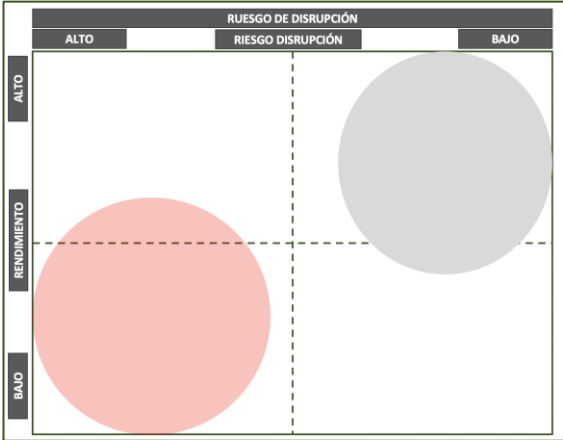 RUESGO DE DISRUPCIÓN
ALTO RIESGO DISRUPCIÓN BAJO
ALTO
RENDIMIENTO
BAJO